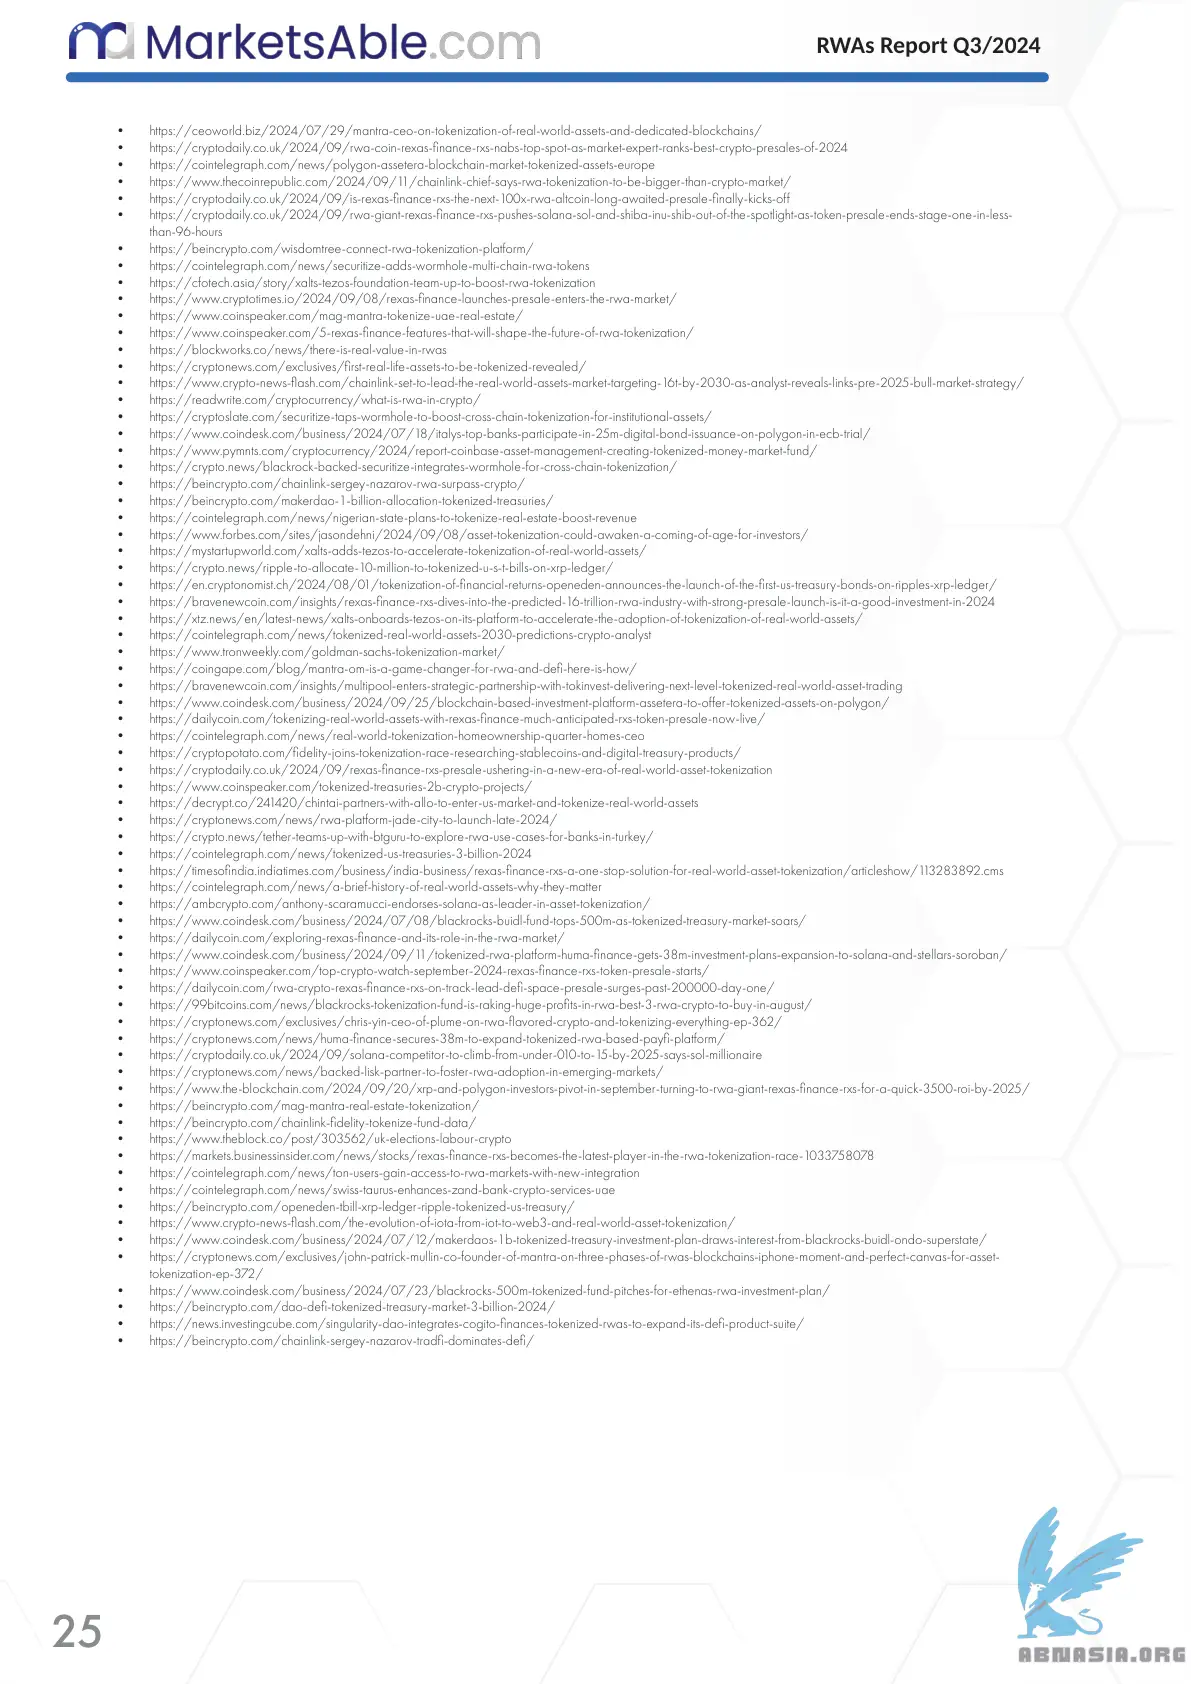 MarketsAble.com
RWAs Report Q3/2024
• https://ceoworld.biz/2024/07/29/mantra-ceo-on-tokenization-of-real-world-assets-and-dedicated-blockchains/
• https://cryptodaily.co.uk/2024/09/rwa-coin-rexas-finance-rxs-nabs-top-spot-as-market-expert-ranks-best-crypto-presales-of-2024
• https://cointelegraph.com/news/polygon-assetera-blockchain-market-tokenized-assets-europe
• https://www.thecoinrepublic.com/2024/09/11/chainlink-chief-says-rwa-tokenization-to-be-bigger-than-crypto-market/
• https://cryptodaily.co.uk/2024/09/is-rexas-finance-rxs-the-next-100x-rwa-altcoin-long-awaited-presale-finally-kicks-off
• https://cryptodaily.co.uk/2024/09/rwa-giant-rexas-finance-rxs-pushes-solana-sol-and-shiba-inu-shib-out-of-the-spotlight-as-token-presale-ends-stage-one-in-less-
than-96-hours
• https://beincrypto.com/wisdomtree-connect-rwa-tokenization-platform/
• https://cointelegraph.com/news/securitize-adds-wormhole-multi-chain-rwa-tokens
• https://cfotech.asia/story/xalts-tezos-foundation-team-up-to-boost-rwa-tokenization
• https://www.cryptotimes.io/2024/09/08/rexas-finance-launches-presale-enters-the-rwa-market/
• https://www.coinspeaker.com/mag-mantra-tokenize-uae-real-estate/
• https://www.coinspeaker.com/5-rexas-finance-features-that-will-shape-the-future-of-rwa-tokenization/
• https://blockworks.co/news/there-is-real-value-in-rwas
• https://cryptonews.com/exclusives/first-real-life-assets-to-be-tokenized-revealed/
• https://www.crypto-news-flash.com/chainlink-set-to-lead-the-real-world-assets-market-targeting-16t-by-2030-as-analyst-reveals-links-pre-2025-bull-market-strategy/
• https://readwrite.com/cryptocurrency/what-is-rwa-in-crypto/
• https://cryptoslate.com/securitize-taps-wormhole-to-boost-cross-chain-tokenization-for-institutional-assets/
• https://www.coindesk.com/business/2024/07/18/italys-top-banks-participate-in-25m-digital-bond-issuance-on-polygon-in-ecb-trial/
• https://www.pymnts.com/cryptocurrency/2024/report-coinbase-asset-management-creating-tokenized-money-market-fund/
• https://crypto.news/blackrock-backed-securitize-integrates-wormhole-for-cross-chain-tokenization/
• https://beincrypto.com/chainlink-sergey-nazarov-rwa-surpass-crypto/
• https://beincrypto.com/makerdao-1-billion-allocation-tokenized-treasuries/
• https://cointelegraph.com/news/nigerian-state-plans-to-tokenize-real-estate-boost-revenue
• https://www.forbes.com/sites/jasondehni/2024/09/08/asset-tokenization-could-awaken-a-coming-of-age-for-investors/
• https://mystartupworld.com/xalts-adds-tezos-to-accelerate-tokenization-of-real-world-assets/
• https://crypto.news/ripple-to-allocate-10-million-to-tokenized-u-s-t-bills-on-xrp-ledger/
• https://en.cryptonomist.ch/2024/08/01/tokenization-of-financial-returns-openeden-announces-the-launch-of-the-first-us-treasury-bonds-on-ripples-xrp-ledger/
• https://bravenewcoin.com/insights/rexas-finance-rxs-dives-into-the-predicted-16-trillion-rwa-industry-with-strong-presale-launch-is-it-a-good-investment-in-2024
• https://xtz.news/en/latest-news/xalts-onboards-tezos-on-its-platform-to-accelerate-the-adoption-of-tokenization-of-real-world-assets/
• https://cointelegraph.com/news/tokenized-real-world-assets-2030-predictions-crypto-analyst
• https://www.tronweekly.com/goldman-sachs-tokenization-market/
• https://coingape.com/blog/mantra-om-is-a-game-changer-for-rwa-and-defi-here-is-how/
• https://bravenewcoin.com/insights/multipool-enters-strategic-partnership-with-tokinvest-delivering-next-level-tokenized-real-world-asset-trading
• https://www.coindesk.com/business/2024/09/25/blockchain-based-investment-platform-assetera-to-offer-tokenized-assets-on-polygon/
• https://dailycoin.com/tokenizing-real-world-assets-with-rexas-finance-much-anticipated-rxs-token-presale-now-live/
• https://cointelegraph.com/news/real-world-tokenization-homeownership-quarter-homes-ceo
• https://cryptopotato.com/fidelity-joins-tokenization-race-researching-stablecoins-and-digital-treasury-products/
• https://cryptodaily.co.uk/2024/09/rexas-finance-rxs-presale-ushering-in-a-new-era-of-real-world-asset-tokenization
• https://www.coinspeaker.com/tokenized-treasuries-2b-crypto-projects/
• https://decrypt.co/241420/chintai-partners-with-allo-to-enter-us-market-and-tokenize-real-world-assets
• https://cryptonews.com/news/rwa-platform-jade-city-to-launch-late-2024/
• https://crypto.news/tether-teams-up-with-btguru-to-explore-rwa-use-cases-for-banks-in-turkey/
• https://cointelegraph.com/news/tokenized-us-treasuries-3-billion-2024
• https://timesofindia.indiatimes.com/business/india-business/rexas-finance-rxs-a-one-stop-solution-for-real-world-asset-tokenization/articleshow/113283892.cms
• https://cointelegraph.com/news/a-brief-history-of-real-world-assets-why-they-matter
• https://ambcrypto.com/anthony-scaramucci-endorses-solana-as-leader-in-asset-tokenization/
• https://www.coindesk.com/business/2024/07/08/blackrocks-buidl-fund-tops-500m-as-tokenized-treasury-market-soars/
• https://dailycoin.com/exploring-rexas-finance-and-its-role-in-the-rwa-market/
• https://www.coindesk.com/business/2024/09/11/tokenized-rwa-platform-huma-finance-gets-38m-investment-plans-expansion-to-solana-and-stellars-soroban/
• https://www.coinspeaker.com/top-crypto-watch-september-2024-rexas-finance-rxs-token-presale-starts/
• https://dailycoin.com/rwa-crypto-rexas-finance-rxs-on-track-lead-defi-space-presale-surges-past-200000-day-one/
• https://99bitcoins.com/news/blackrocks-tokenization-fund-is-raking-huge-profits-in-rwa-best-3-rwa-crypto-to-buy-in-august/
• https://cryptonews.com/exclusives/chris-yin-ceo-of-plume-on-rwa-flavored-crypto-and-tokenizing-everything-ep-362/
• https://cryptonews.com/news/huma-finance-secures-38m-to-expand-tokenized-rwa-based-payfi-platform/
• https://cryptodaily.co.uk/2024/09/solana-competitor-to-climb-from-under-010-to-15-by-2025-says-sol-millionaire
• https://cryptonews.com/news/backed-lisk-partner-to-foster-rwa-adoption-in-emerging-markets/
• https://www.the-blockchain.com/2024/09/20/xrp-and-polygon-investors-pivot-in-september-turning-to-rwa-giant-rexas-finance-rxs-for-a-quick-3500-roi-by-2025/
• https://beincrypto.com/mag-mantra-real-estate-tokenization/
• https://beincrypto.com/chainlink-fidelity-tokenize-fund-data/
• https://www.theblock.co/post/303562/uk-elections-labour-crypto
• https://markets.businessinsider.com/news/stocks/rexas-finance-rxs-becomes-the-latest-player-in-the-rwa-tokenization-race-1033758078
• https://cointelegraph.com/news/ton-users-gain-access-to-rwa-markets-with-new-integration
• https://cointelegraph.com/news/swiss-taurus-enhances-zand-bank-crypto-services-uae
• https://beincrypto.com/openeden-tbill-xrp-ledger-ripple-tokenized-us-treasury/
• https://www.crypto-news-flash.com/the-evolution-of-iota-from-iot-to-web3-and-real-world-asset-tokenization/
• https://www.coindesk.com/business/2024/07/12/makerdaos-1b-tokenized-treasury-investment-plan-draws-interest-from-blackrocks-buidl-ondo-superstate/
• https://cryptonews.com/exclusives/john-patrick-mullin-co-founder-of-mantra-on-three-phases-of-rwas-blockchains-iphone-moment-and-perfect-canvas-for-asset-
tokenization-ep-372/
• https://www.coindesk.com/business/2024/07/23/blackrocks-500m-tokenized-fund-pitches-for-ethenas-rwa-investment-plan/
• https://beincrypto.com/dao-defi-tokenized-treasury-market-3-billion-2024/
• https://news.investingcube.com/singularity-dao-integrates-cogito-finances-tokenized-rwas-to-expand-its-defi-product-suite/
• https://beincrypto.com/chainlink-sergey-nazarov-tradfi-dominates-defi/
25
ABNASIA.ORG